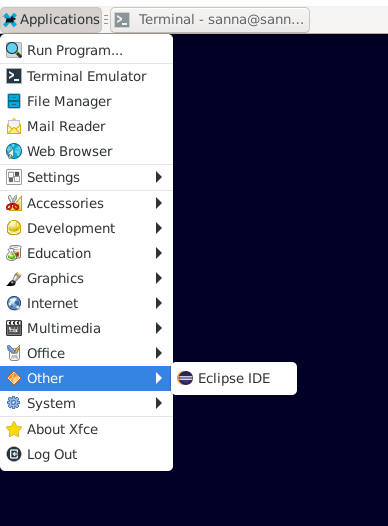 Applications
Terminal - sanna@sann...
Run Program...
Terminal Emulator
File Manager
Mail Reader
Web Browser
Settings
Accessories
Development
Education
Graphics
Internet
Multimedia
Office
Other
Eclipse IDE
System
About Xfce
Log Out